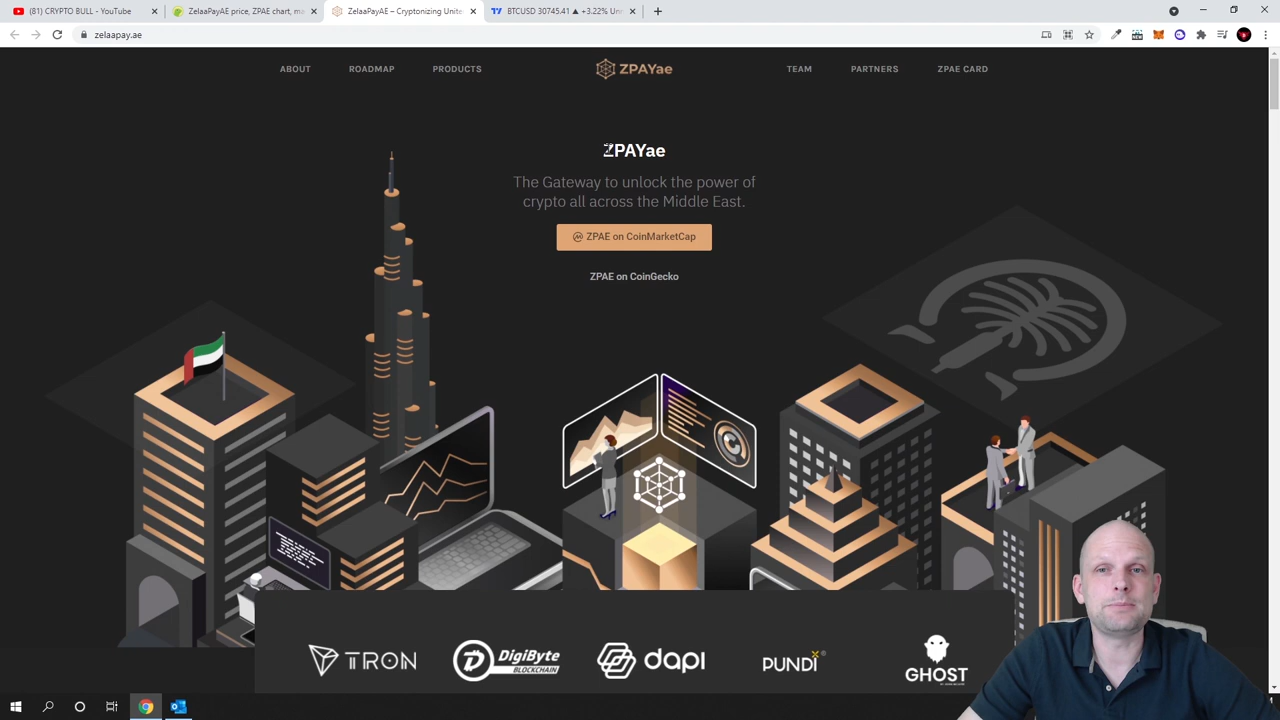 (81) CRYPTO BULL - YouTube
ZelaaPayAE price, ZPAE chart, ma
ZelaaPayAE – Cryptonizing Unite
BTCUSD 30745.41 ▲ +3.22% Un
zelaapay.ae
ABOUT
ROADMAP
PRODUCTS
ZPAYae
TEAM
PARTNERS
ZPAE CARD
ZPAYae
The Gateway to unlock the power of
crypto all across the Middle East.
ZPAE on CoinMarketCap
ZPAE on CoinGecko
TRON
DigiByte
BLOCKCHAIN
dapi
PUNDI X
GHOST